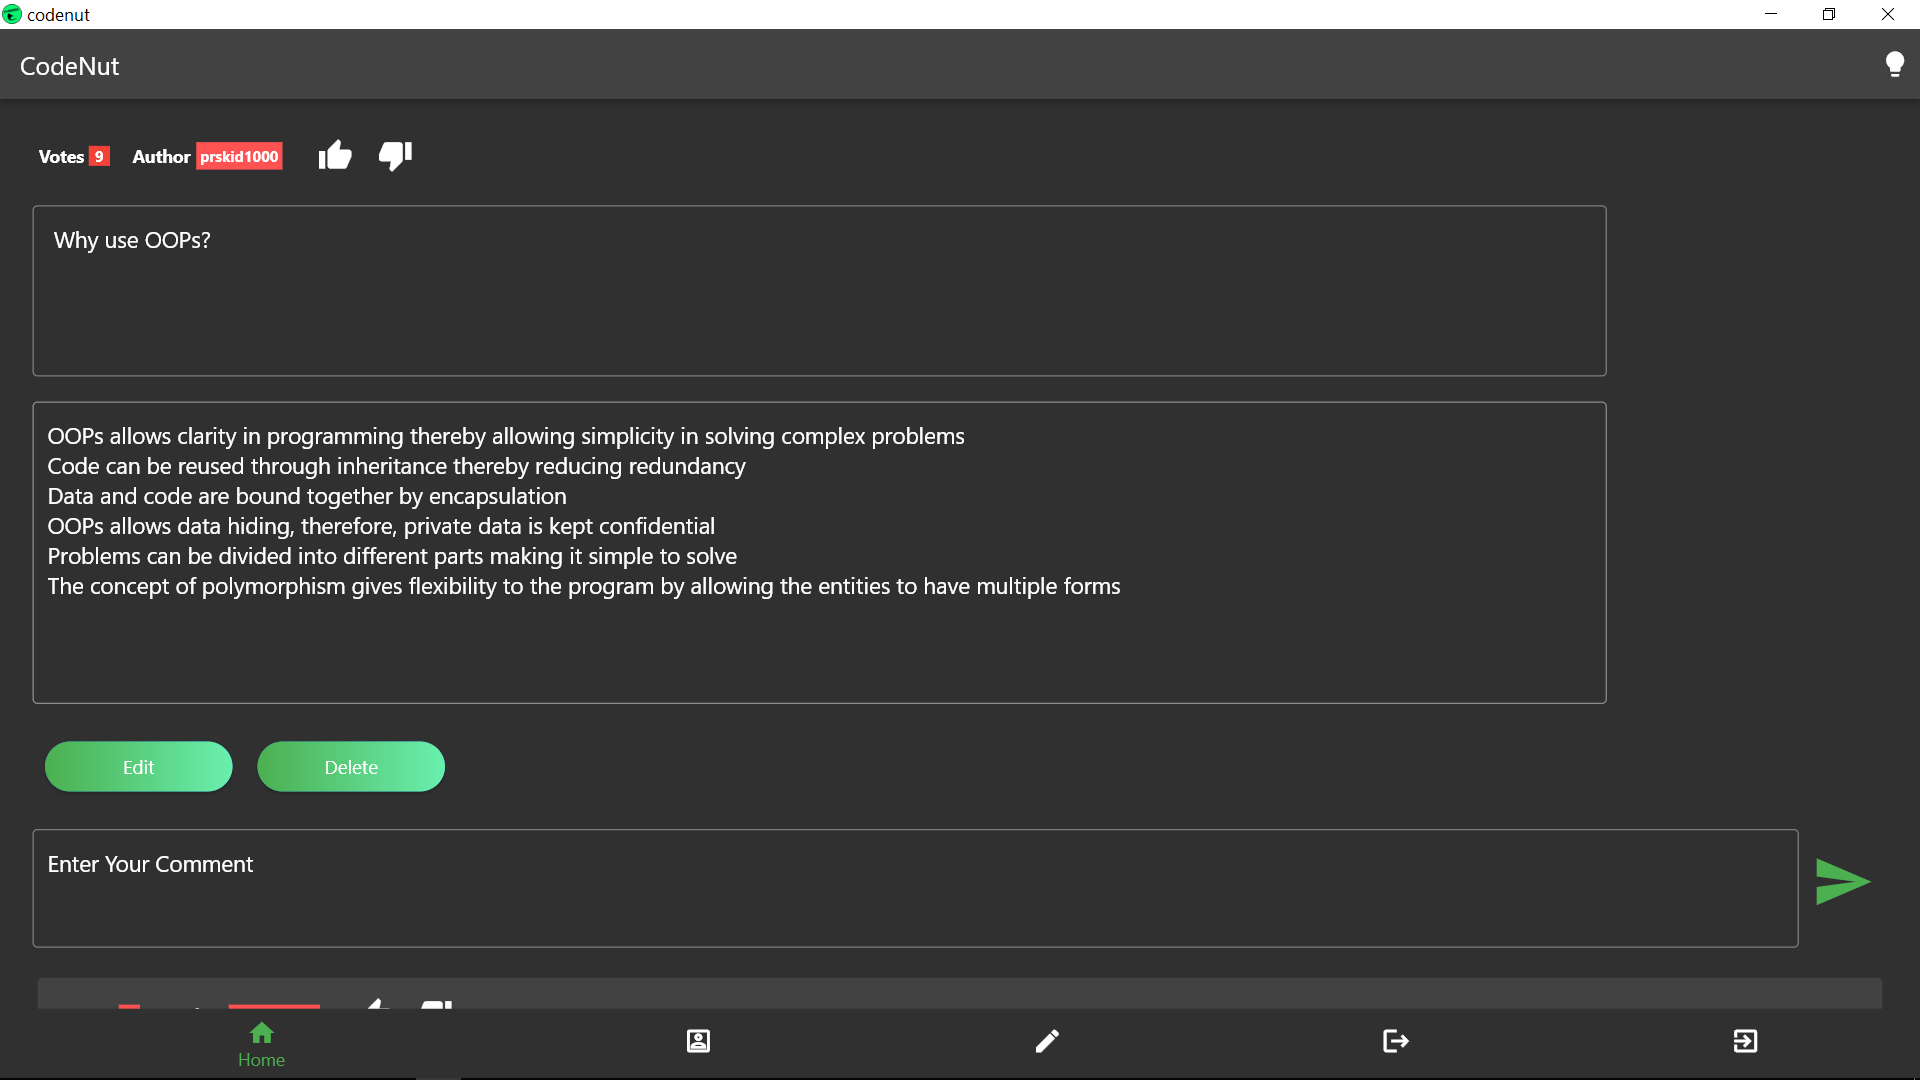 codenut
CodeNut
Votes 9 Author prskid1000
Why use OOPs?
OOPs allows clarity in programming thereby allowing simplicity in solving complex problems
Code can be reused through inheritance thereby reducing redundancy
Data and code are bound together by encapsulation
OOPs allows data hiding, therefore, private data is kept confidential
Problems can be divided into different parts making it simple to solve
The concept of polymorphism gives flexibility to the program by allowing the entities to have multiple forms
Edit Delete
Enter Your Comment
Home